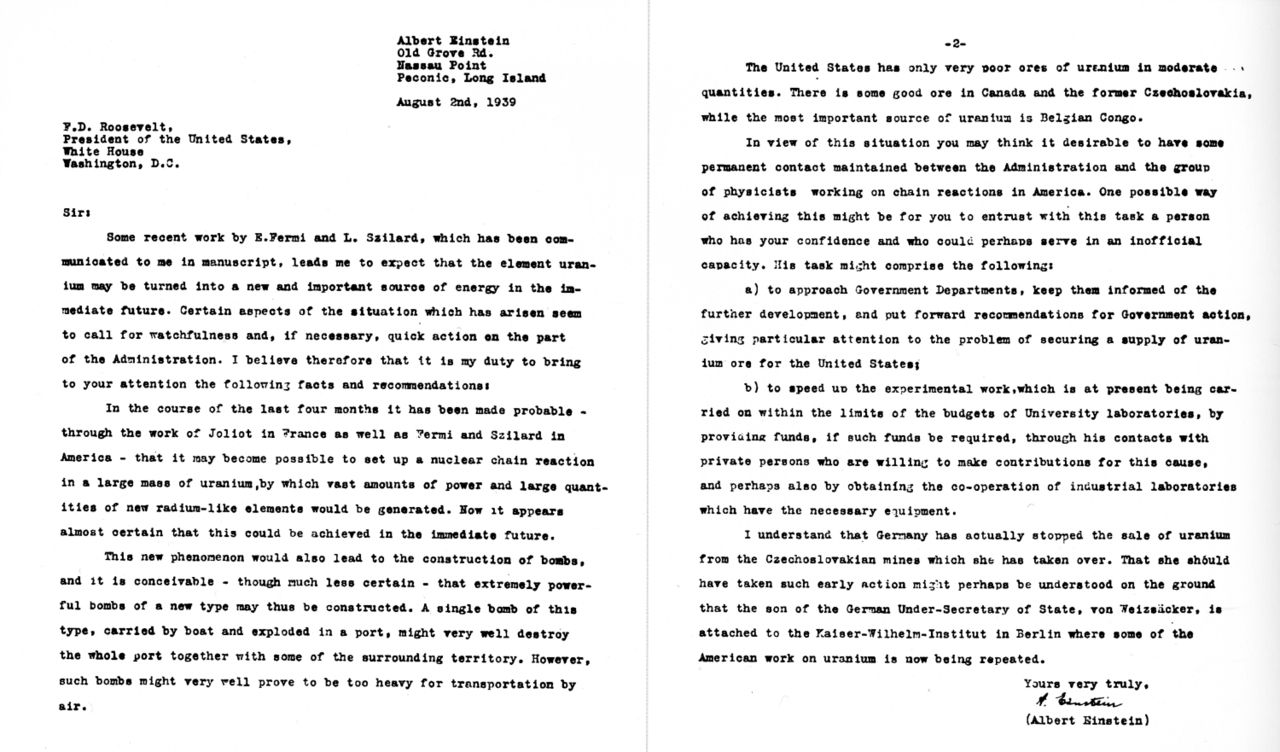 Albert Einstein
Old Grove Rd.
Nassau Point
Peconic, Long Island
August 2nd, 1939
F.D. Roosevelt,
President of the United States,
White House
Washington, D.C.
Sir:
Some recent work by E.Fermi and L. Szilard, which has been com-
municated to me in manuscript, leads me to expect that the element uran-
ium may be turned into a new and important source of energy in the im-
mediate future. Certain aspects of the situation which has arisen seem
to call for watchfulness and, if necessary, quick action on the part
of the Administration. I believe therefore that it is my duty to bring
to your attention the following facts and recommendations:
In the course of the last four months it has been made probable -
through the work of Joliot in France as well as Fermi and Szilard in
America - that it may become possible to set up a nuclear chain reaction
in a large mass of uranium,by which vast amounts of power and large quant-
ities of new radium-like elements would be generated. Now it appears
almost certain that this could be achieved in the immediate future.
This new phenomenon would also lead to the construction of bombs,
and it is conceivable - though much less certain - that extremely power-
ful bombs of a new type may thus be constructed. A single bomb of this
type, carried by boat and exploded in a port, might very well destroy
the whole port together with some of the surrounding territory. However,
such bombs might very well prove to be too heavy for transportation by
air.
-2-
The United States has only very poor ores of uranium in moderate
quantities. There is some good ore in Canada and the former Czechoslovakia,
while the most important source of uranium is Belgian Congo.
In view of this situation you may think it desirable to have some
permanent contact maintained between the Administration and the group
of physicists working on chain reactions in America. One possible way
of achieving this might be for you to entrust with this task a person
who has your confidence and who could perhaps serve in an inofficial
capacity. His task might comprise the following:
a) to approach Government Departments, keep them informed of the
further development, and put forward recommendations for Government action,
giving particular attention to the problem of securing a supply of uran-
ium ore for the United States;
b) to speed up the experimental work,which is at present being car-
ried on within the limits of the budgets of University laboratories, by
providing funds, if such funds be required, through his contacts with
private persons who are willing to make contributions for this cause,
and perhaps also by obtaining the co-operation of industrial laboratories
which have the necessary equipment.
I understand that Germany has actually stopped the sale of uranium
from the Czechoslovakian mines which she has taken over. That she should
have taken such early action might perhaps be understood on the ground
that the son of the German Under-Secretary of State, von Weizsäcker, is
attached to the Kaiser-Wilhelm-Institut in Berlin where some of the
American work on uranium is now being repeated.
Yours very truly,
A. Einstein
(Albert Einstein)